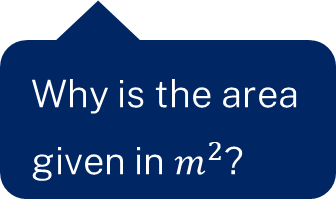 Why is the area
given in m²?